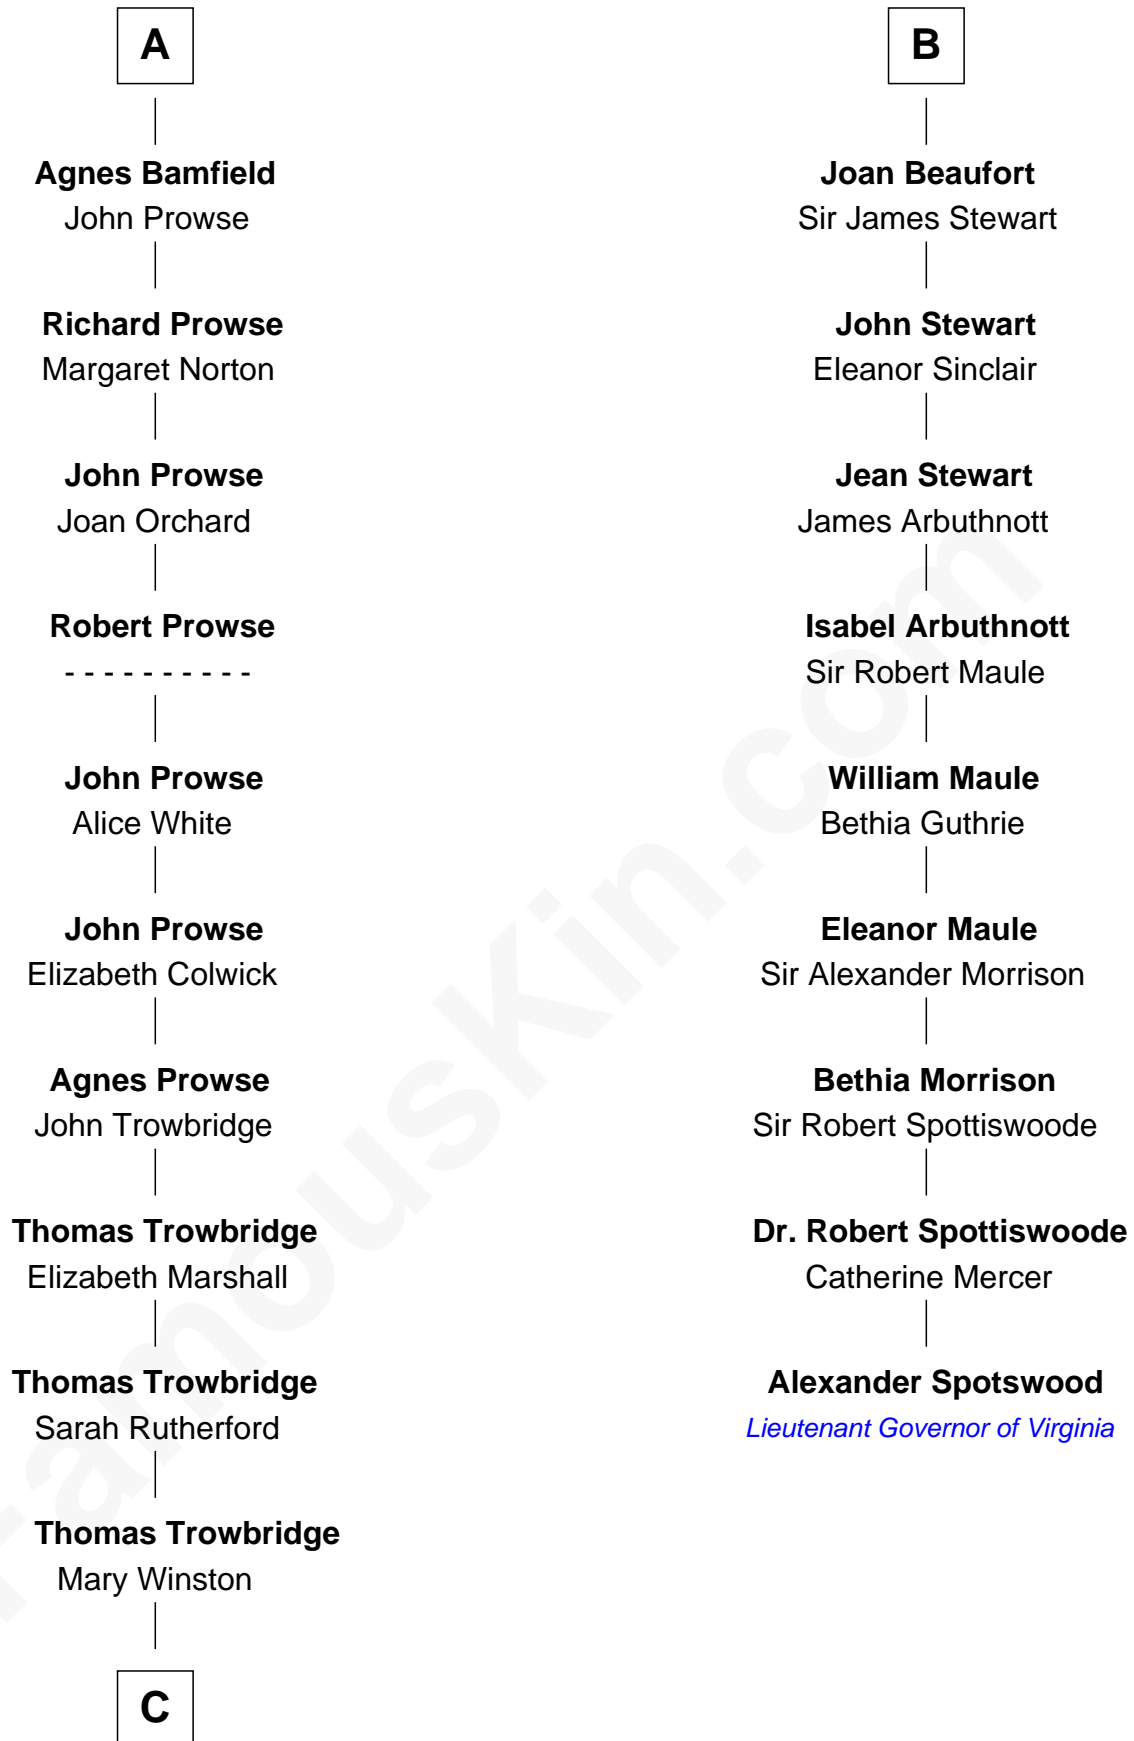 A
Agnes Bamfield
John Prowse
Richard Prowse
Margaret Norton
John Prowse
Joan Orchard
Robert Prowse
- - - - - - - - - -
John Prowse
Alice White
John Prowse
Elizabeth Colwick
Agnes Prowse
John Trowbridge
Thomas Trowbridge
Elizabeth Marshall
Thomas Trowbridge
Sarah Rutherford
Thomas Trowbridge
Mary Winston
C
B
Joan Beaufort
Sir James Stewart
John Stewart
Eleanor Sinclair
Jean Stewart
James Arbuthnott
Isabel Arbuthnott
Sir Robert Maule
William Maule
Bethia Guthrie
Eleanor Maule
Sir Alexander Morrison
Bethia Morrison
Sir Robert Spottiswoode
Dr. Robert Spottiswoode
Catherine Mercer
Alexander Spotswood
Lieutenant Governor of Virginia
FamousKin.com